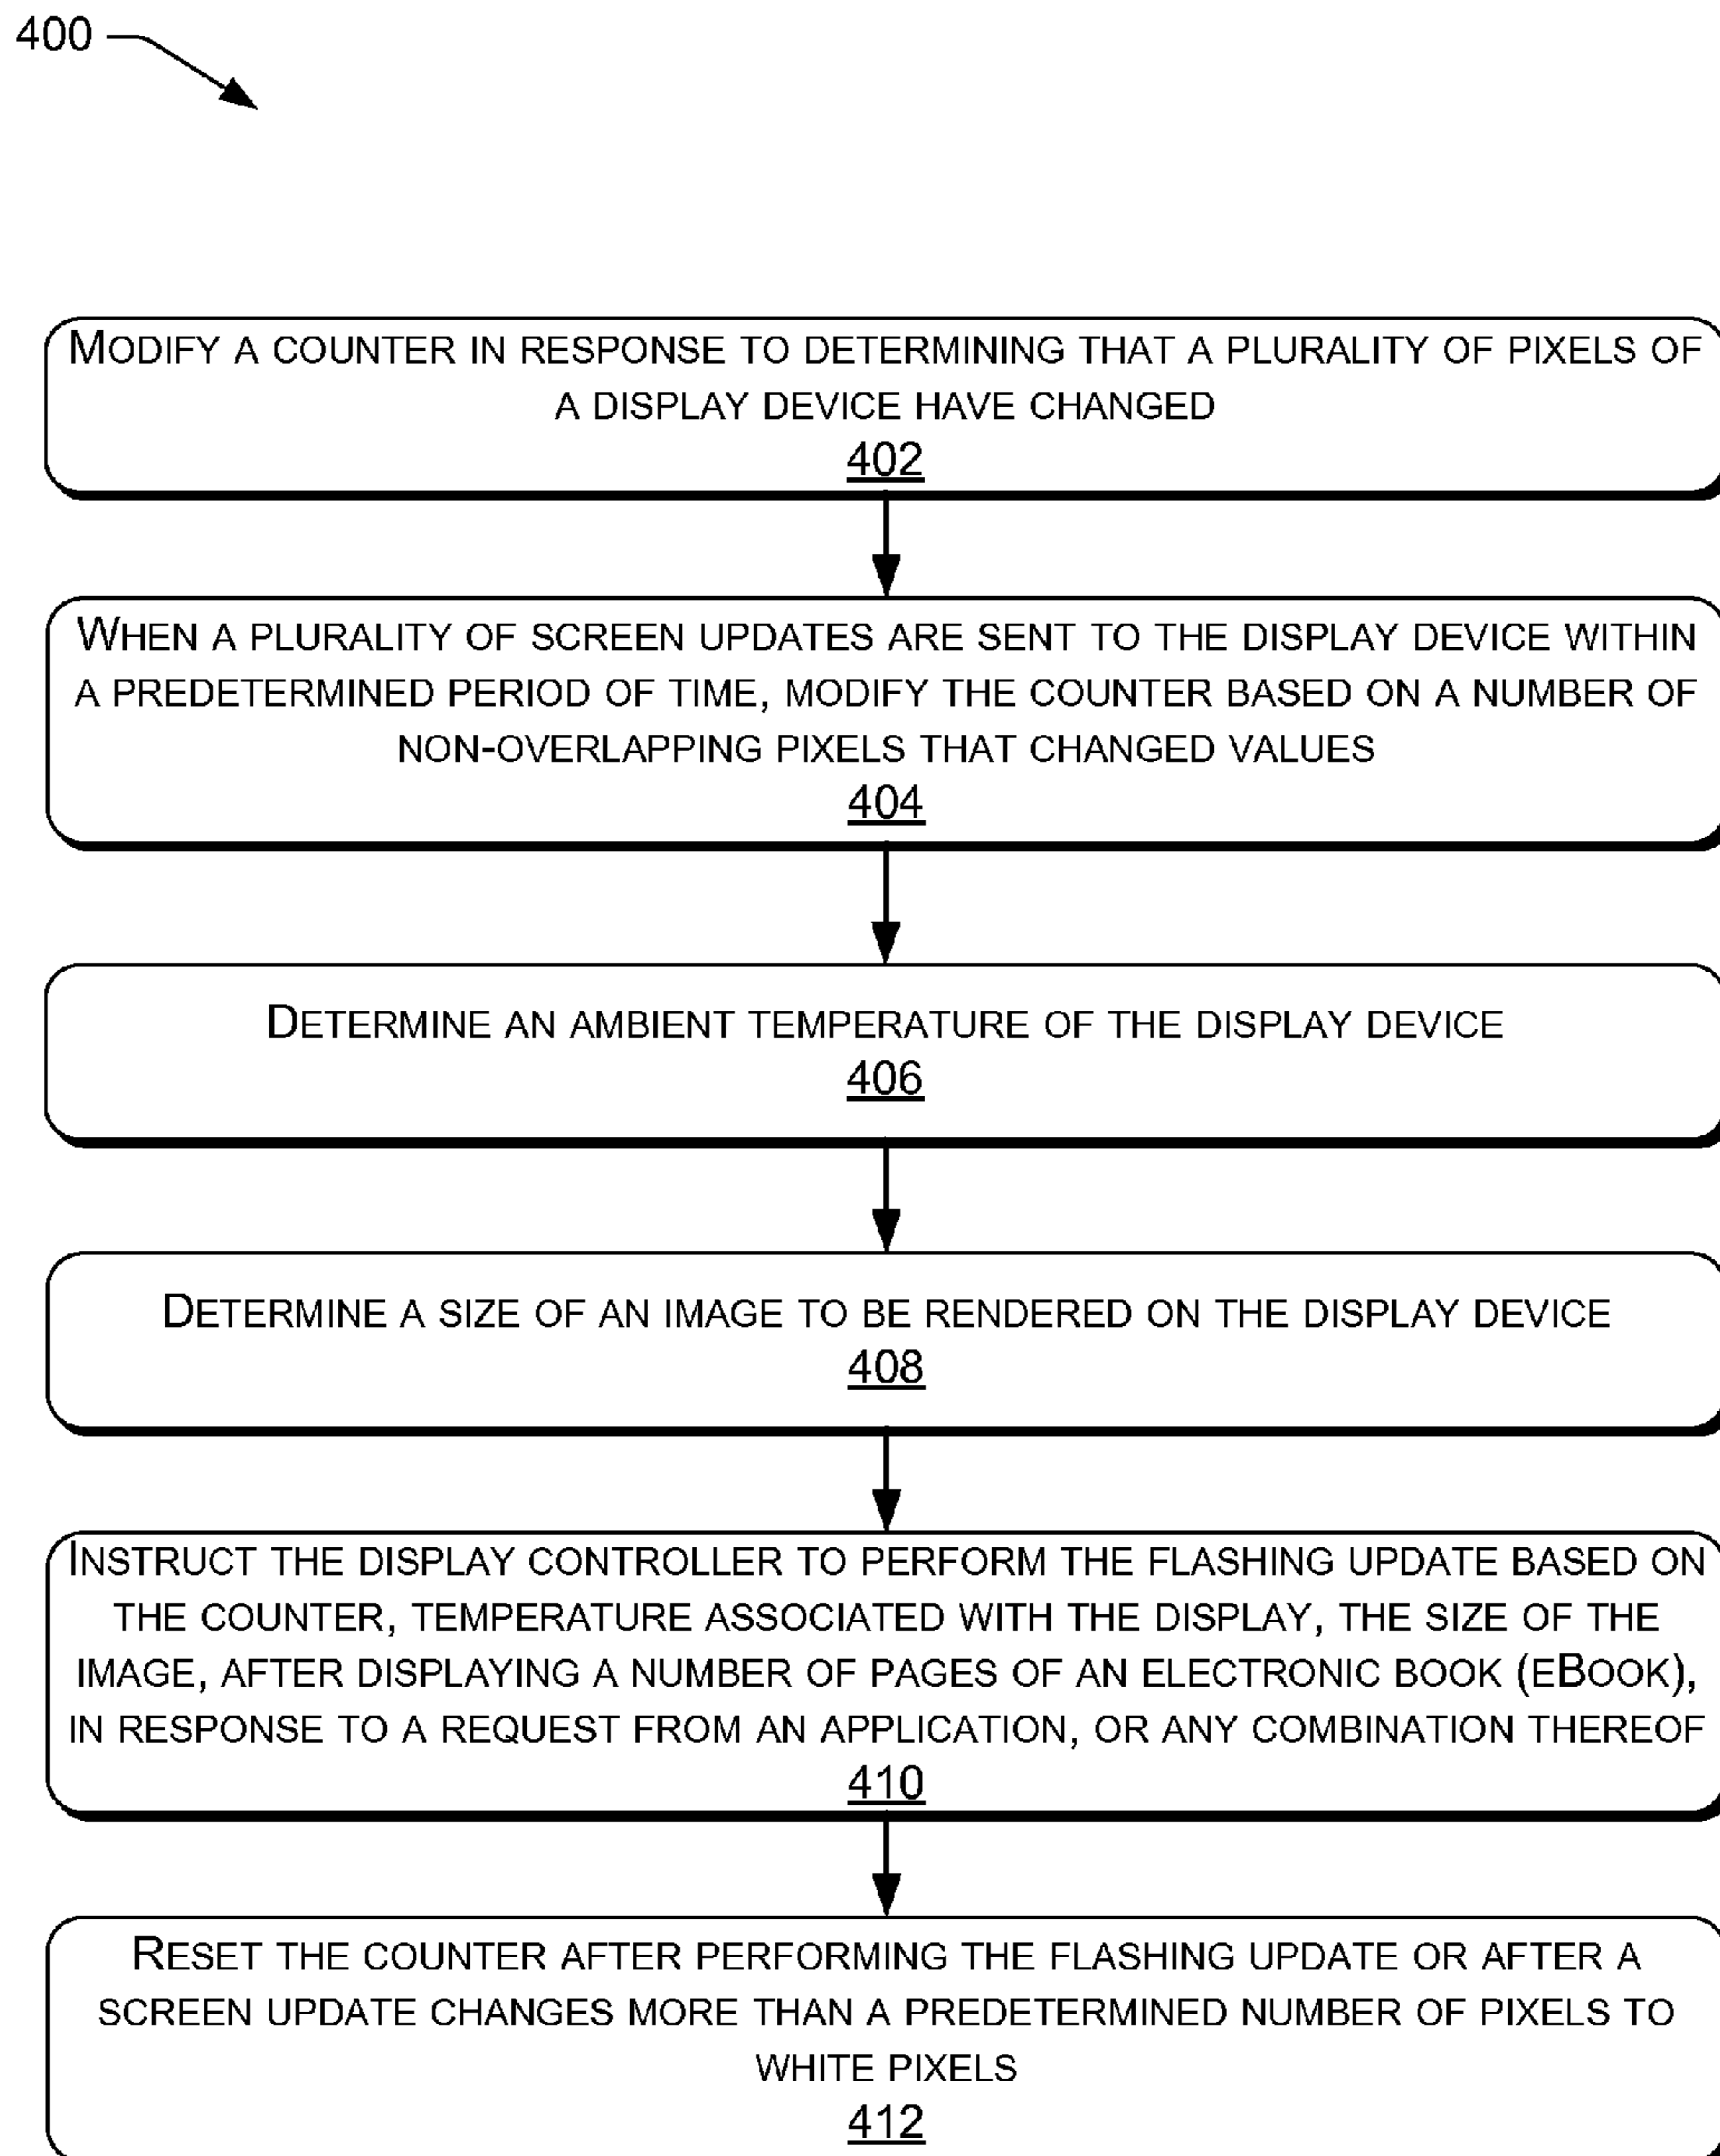 400
MODIFY A COUNTER IN RESPONSE TO DETERMINING THAT A PLURALITY OF PIXELS OF
A DISPLAY DEVICE HAVE CHANGED
402
WHEN A PLURALITY OF SCREEN UPDATES ARE SENT TO THE DISPLAY DEVICE WITHIN
A PREDETERMINED PERIOD OF TIME, MODIFY THE COUNTER BASED ON A NUMBER OF
NON-OVERLAPPING PIXELS THAT CHANGED VALUES
404
DETERMINE AN AMBIENT TEMPERATURE OF THE DISPLAY DEVICE
406
DETERMINE A SIZE OF AN IMAGE TO BE RENDERED ON THE DISPLAY DEVICE
408
INSTRUCT THE DISPLAY CONTROLLER TO PERFORM THE FLASHING UPDATE BASED ON
THE COUNTER, TEMPERATURE ASSOCIATED WITH THE DISPLAY, THE SIZE OF THE
IMAGE, AFTER DISPLAYING A NUMBER OF PAGES OF AN ELECTRONIC BOOK (EBOOK),
IN RESPONSE TO A REQUEST FROM AN APPLICATION, OR ANY COMBINATION THEREOF
410
RESET THE COUNTER AFTER PERFORMING THE FLASHING UPDATE OR AFTER A
SCREEN UPDATE CHANGES MORE THAN A PREDETERMINED NUMBER OF PIXELS TO
WHITE PIXELS
412